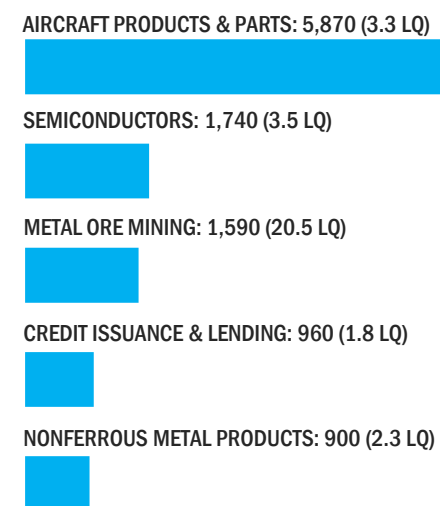 AIRCRAFT PRODUCTS & PARTS: 5,870 (3.3 LQ)
SEMICONDUCTORS: 1,740 (3.5 LQ)
METAL ORE MINING: 1,590 (20.5 LQ)
CREDIT ISSUANCE & LENDING: 960 (1.8 LQ)
NONFERROUS METAL PRODUCTS: 900 (2.3 LQ)